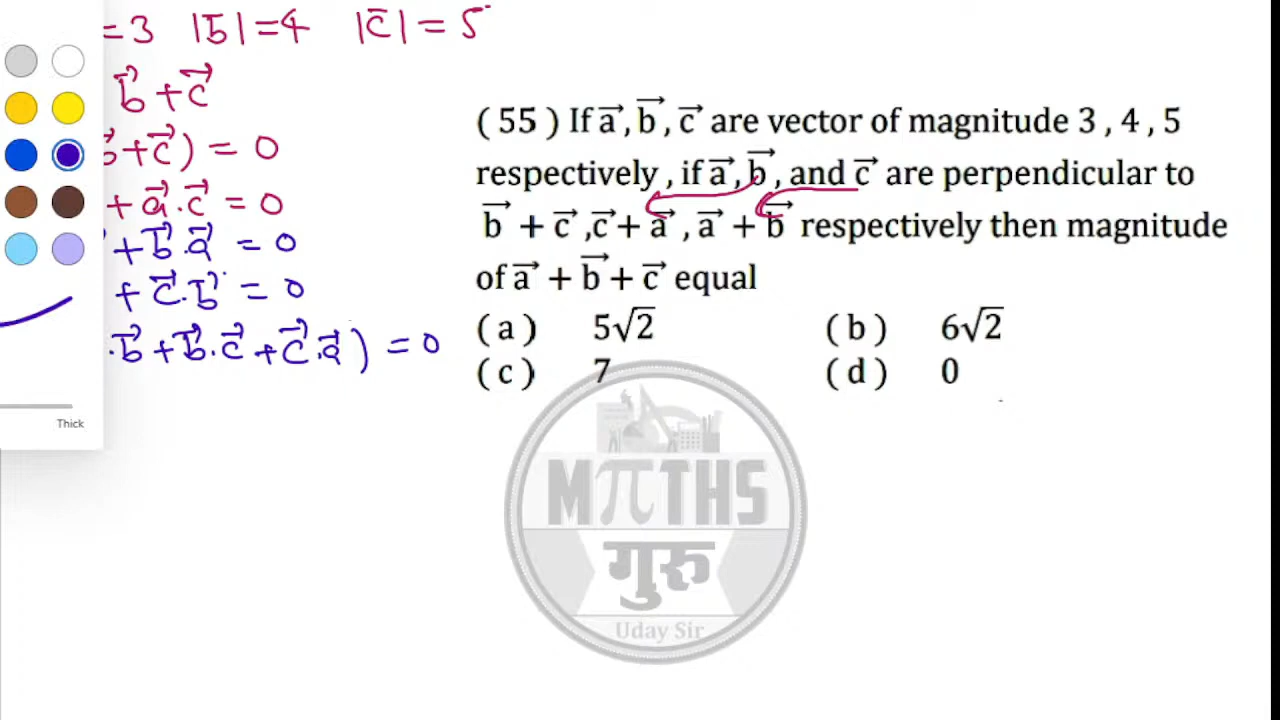 = 3 |b⃗| = 4 |c⃗| = 5
b⃗ + c⃗
+ c⃗) = 0
+ a⃗.c⃗ = 0
+ b⃗.a⃗ = 0
+ c⃗.b⃗ = 0
.b⃗ + b⃗.c⃗ + c⃗.a⃗) = 0
Thick
( 55 ) If a⃗, b⃗, c⃗ are vector of magnitude 3 , 4 , 5
respectively , if a⃗, b⃗, and c⃗ are perpendicular to
b⃗ + c⃗ ,c⃗ + a⃗ , a⃗ + b⃗ respectively then magnitude
of a⃗ + b⃗ + c⃗ equal
( a ) 5√2 ( b ) 6√2
( c ) 7 ( d ) 0
MπTHS
गुरु
Uday Sir